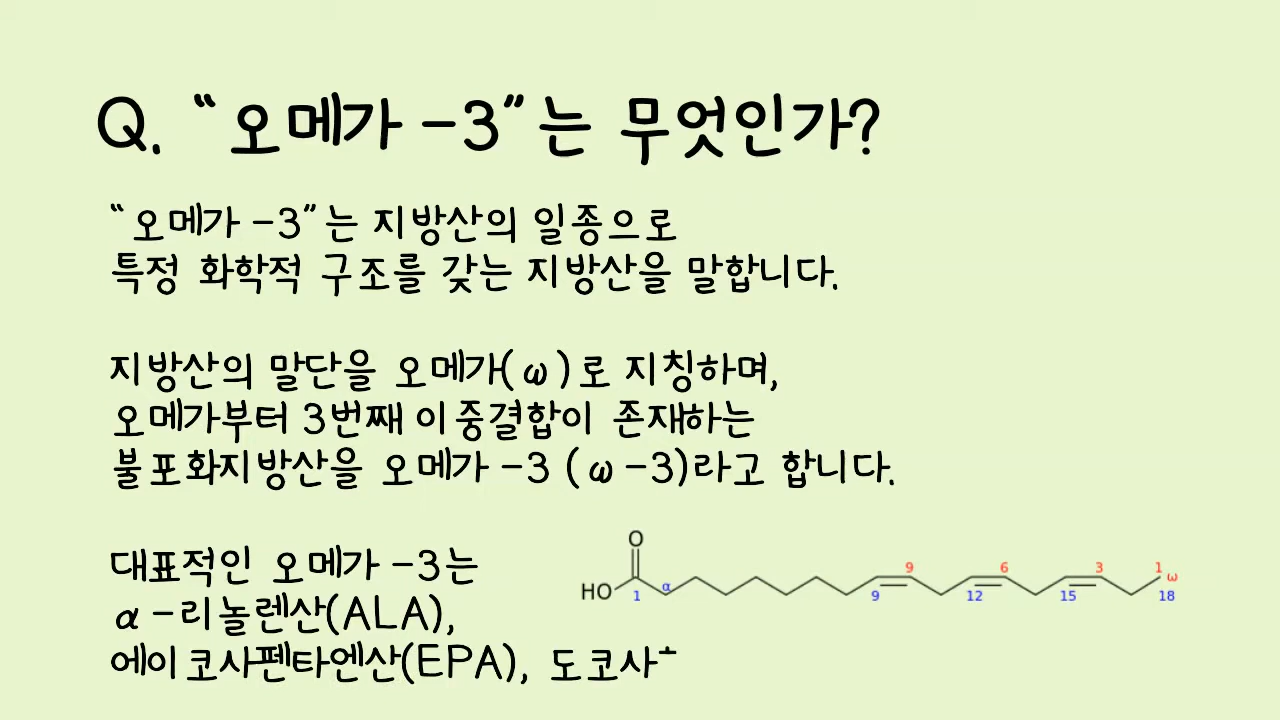 Q. “오메가 -3”는 무엇인가?
“오메가 -3”는 지방산의 일종으로
특정 화학적 구조를 갖는 지방산을 말합니다.
지방산의 말단을 오메가(ω)로 지칭하며,
오메가부터 3번째 이중결합이 존재하는
불포화지방산을 오메가 -3 (ω-3)라고 합니다.
대표적인 오메가 -3는
α-리놀렌산(ALA),
에이코사펜타엔산(EPA), 도코사
O
HO 1 α 9 9 12 6 15 3 18 1 ω